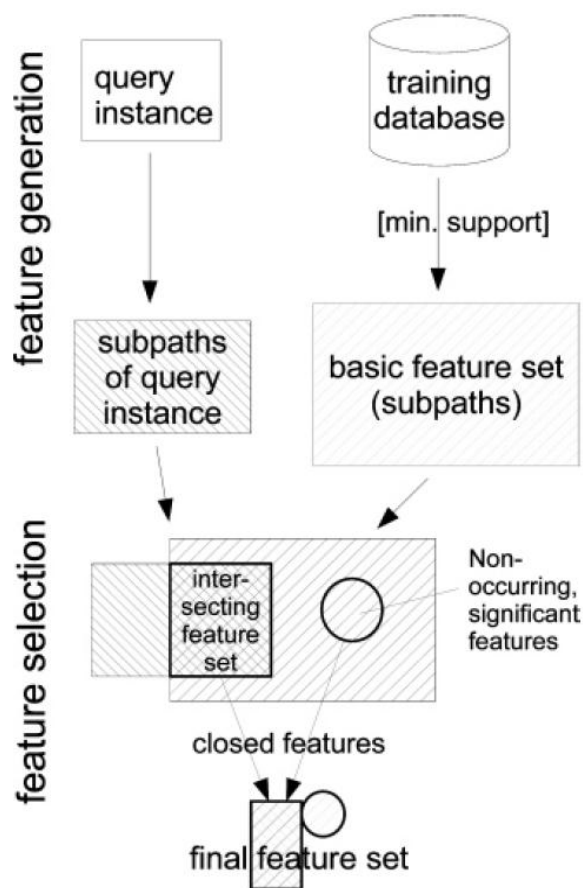 feature generation
query
instance
training
database
[min. support]
subpaths
of query
instance
basic feature set
(subpaths)
feature selection
inter-
secting
feature
set
Non-
occurring,
significant
features
closed features
final feature set